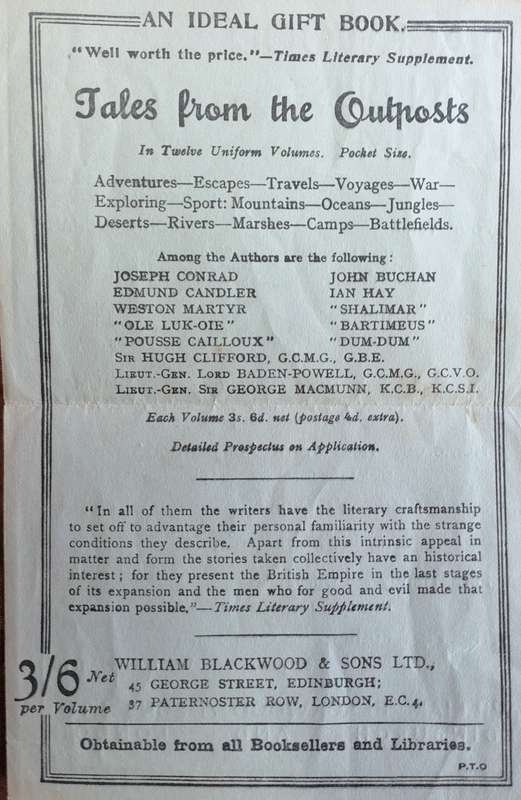 AN IDEAL GIFT BOOK.
"Well worth the price."—Times Literary Supplement.
Tales from the Outposts
In Twelve Uniform Volumes. Pocket Size.
Adventures—Escapes—Travels—Voyages—War—
Exploring—Sport: Mountains—Oceans—Jungles—
Deserts—Rivers—Marshes—Camps—Battlefields.
Among the Authors are the following:
JOSEPH CONRAD JOHN BUCHAN
EDMUND CANDLER IAN HAY
WESTON MARTYR "SHALIMAR"
"OLE LUK-OIE" "BARTIMEUS"
"POUSSE CAILLOUX" "DUM-DUM"
SIR HUGH CLIFFORD, G.C.M.G., G.B.E.
LIEUT.-GEN. LORD BADEN-POWELL, G.C.M.G., G.C.V.O.
LIEUT.-GEN. SIR GEORGE MACMUNN, K.C.B., K.C.S.I.
Each Volume 3s. 6d. net (postage 4d. extra).
Detailed Prospectus on Application.
"In all of them the writers have the literary craftsmanship
to set off to advantage their personal familiarity with the strange
conditions they describe. Apart from this intrinsic appeal in
matter and form the stories taken collectively have an historical
interest; for they present the British Empire in the last stages
of its expansion and the men who for good and evil made that
expansion possible."—Times Literary Supplement.
3/6 Net
per Volume
WILLIAM BLACKWOOD & SONS LTD.,
45 GEORGE STREET, EDINBURGH;
37 PATERNOSTER ROW, LONDON, E.C.4.
Obtainable from all Booksellers and Libraries.
P.T.O